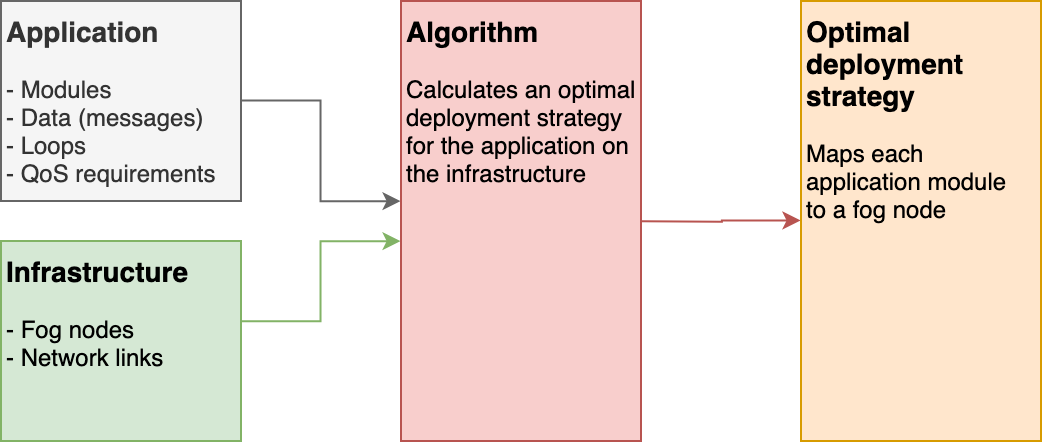 Application
- Modules
- Data (messages)
- Loops
- QoS requirements
Infrastructure
- Fog nodes
- Network links
Algorithm
Calculates an optimal
deployment strategy
for the application on
the infrastructure
Optimal
deployment
strategy
Maps each
application module
to a fog node